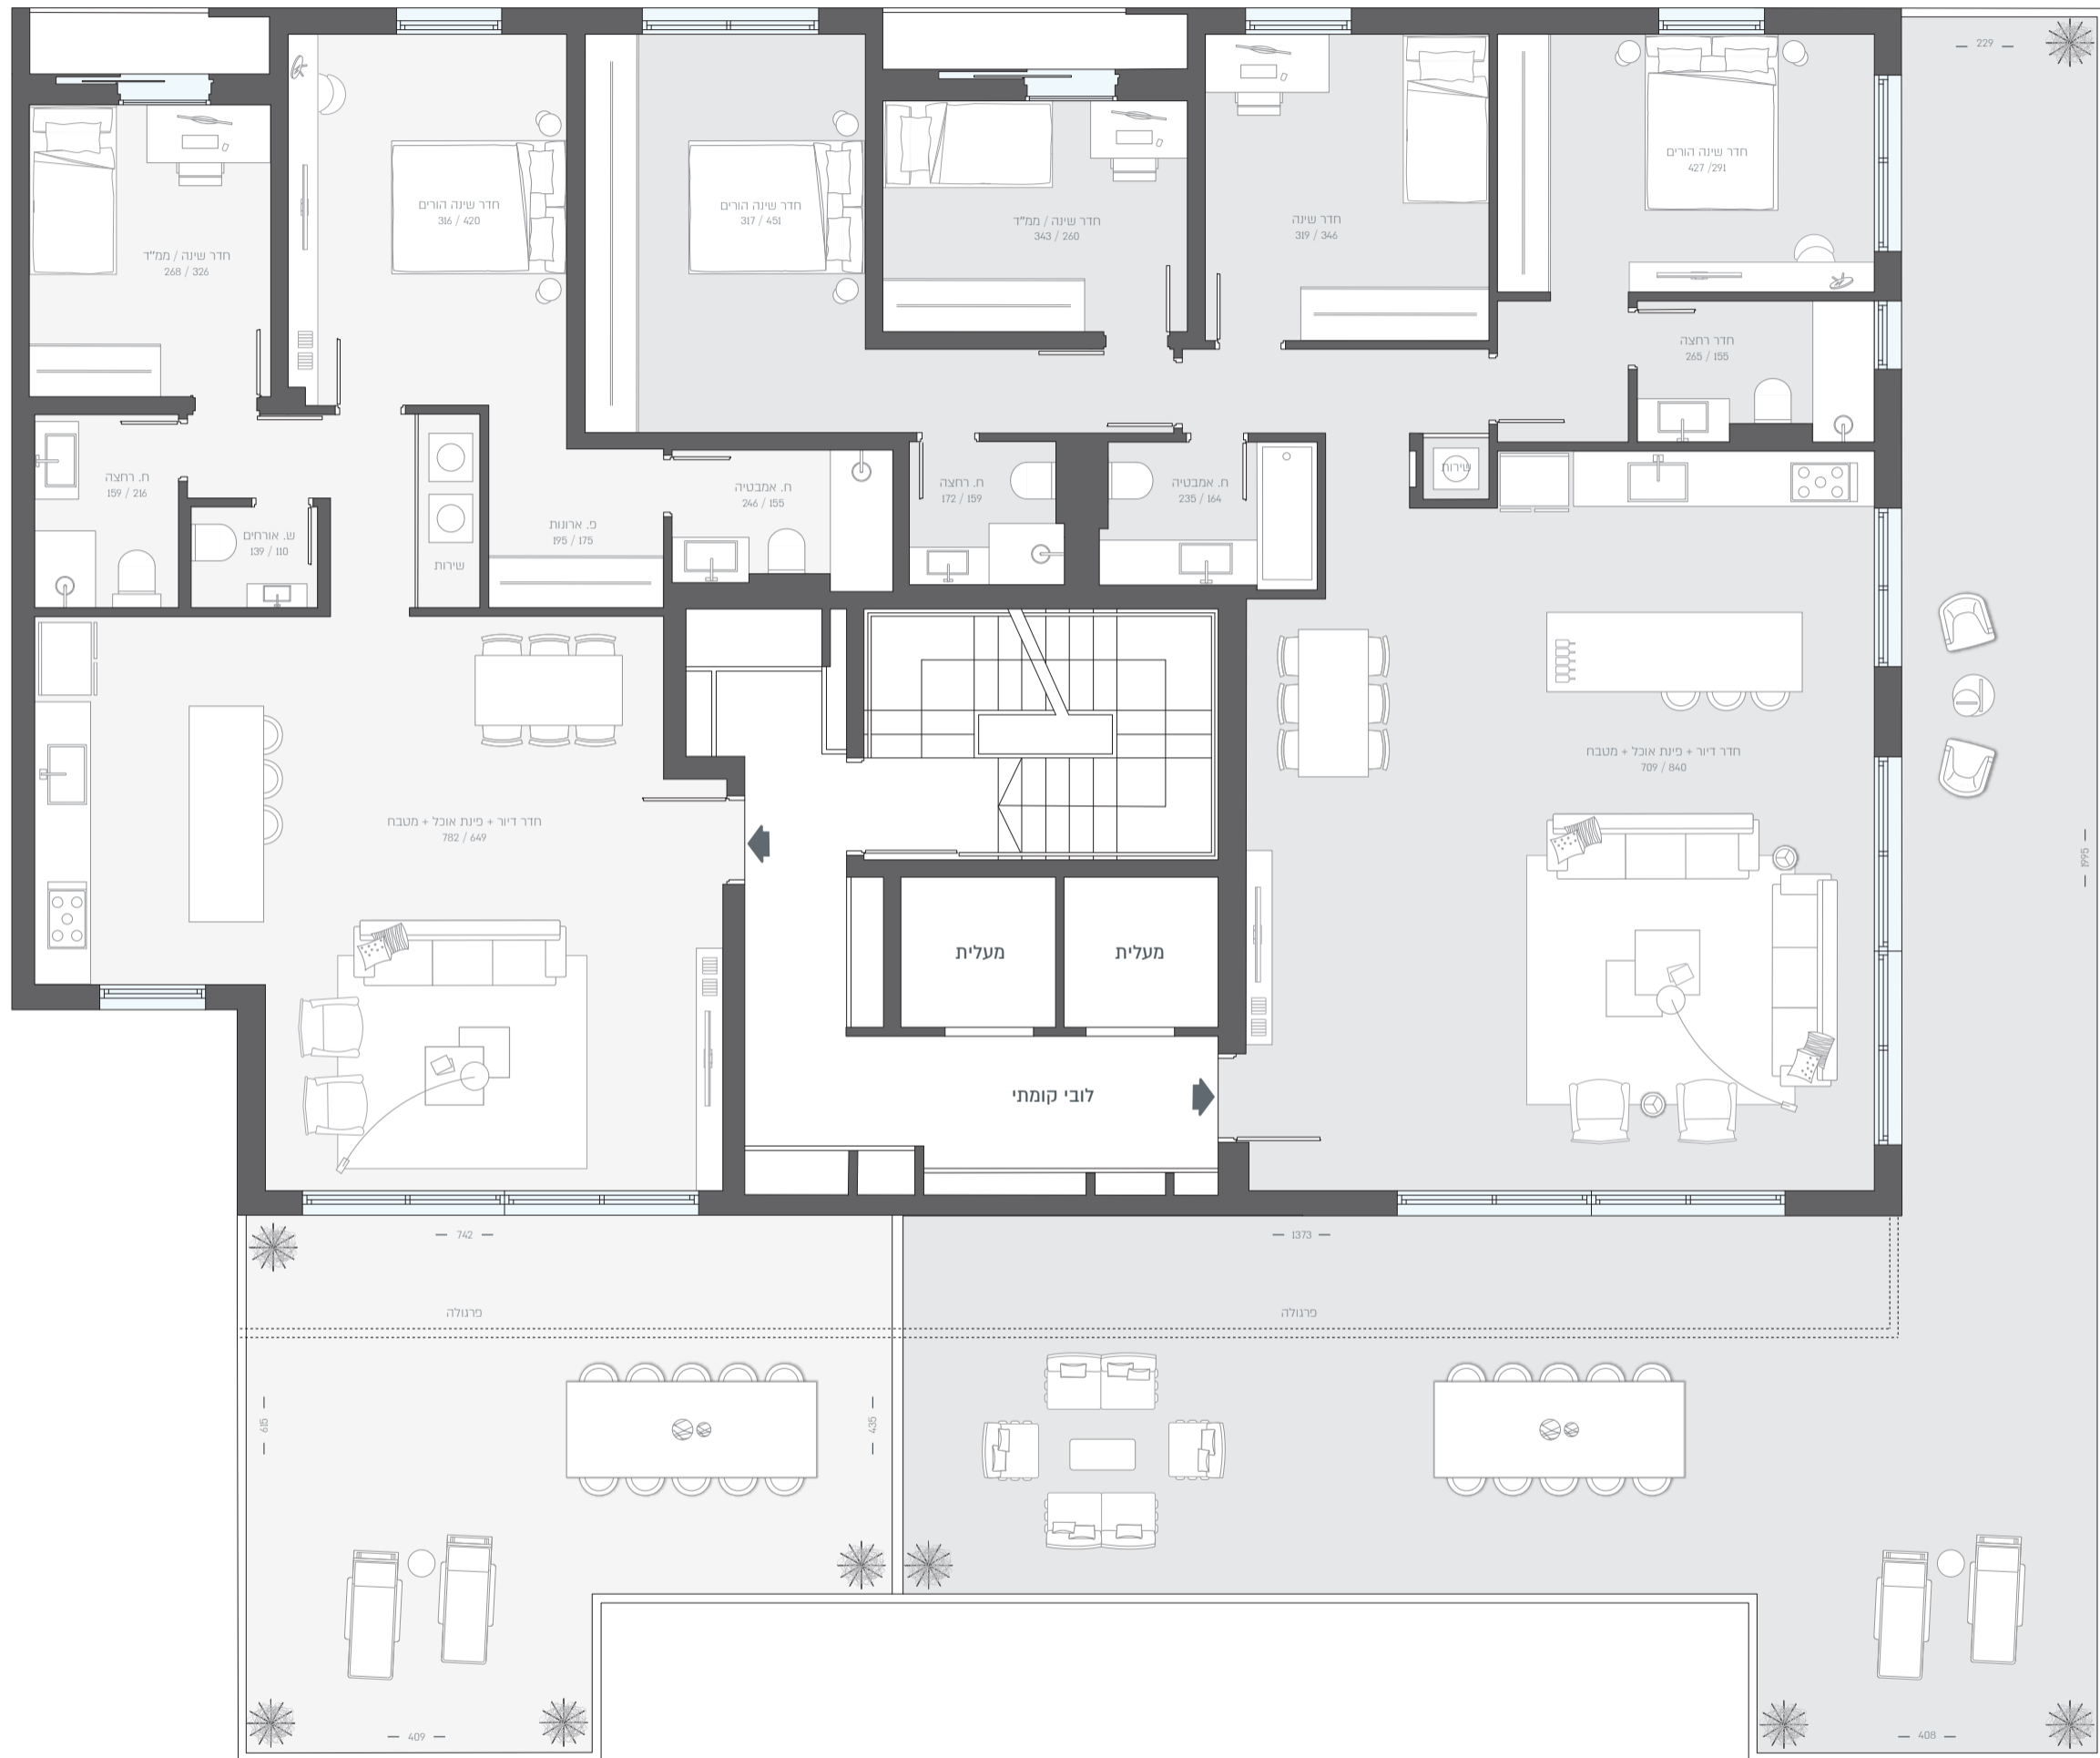 229
חדר שינה הורים
427 /291
חדר שינה
319 / 346
חדר שינה / ממ"ד
343 / 260
חדר שינה הורים
317 / 451
חדר שינה הורים
316 / 420
חדר שינה / ממ"ד
268 / 326
חדר רחצה
265 / 155
שירות
ח. אמבטיה
235 / 164
ח. רחצה
172 / 159
ח. אמבטיה
246 / 155
פ. ארונות
195 / 175
שירות
ש. אורחים
139 / 110
ח. רחצה
159 / 216
חדר דיור + פינת אוכל + מטבח
709 / 840
חדר דיור + פינת אוכל + מטבח
782 / 649
1995
מעלית
מעלית
לובי קומתי
1373
742
פרגולה
פרגולה
435
615
408
409